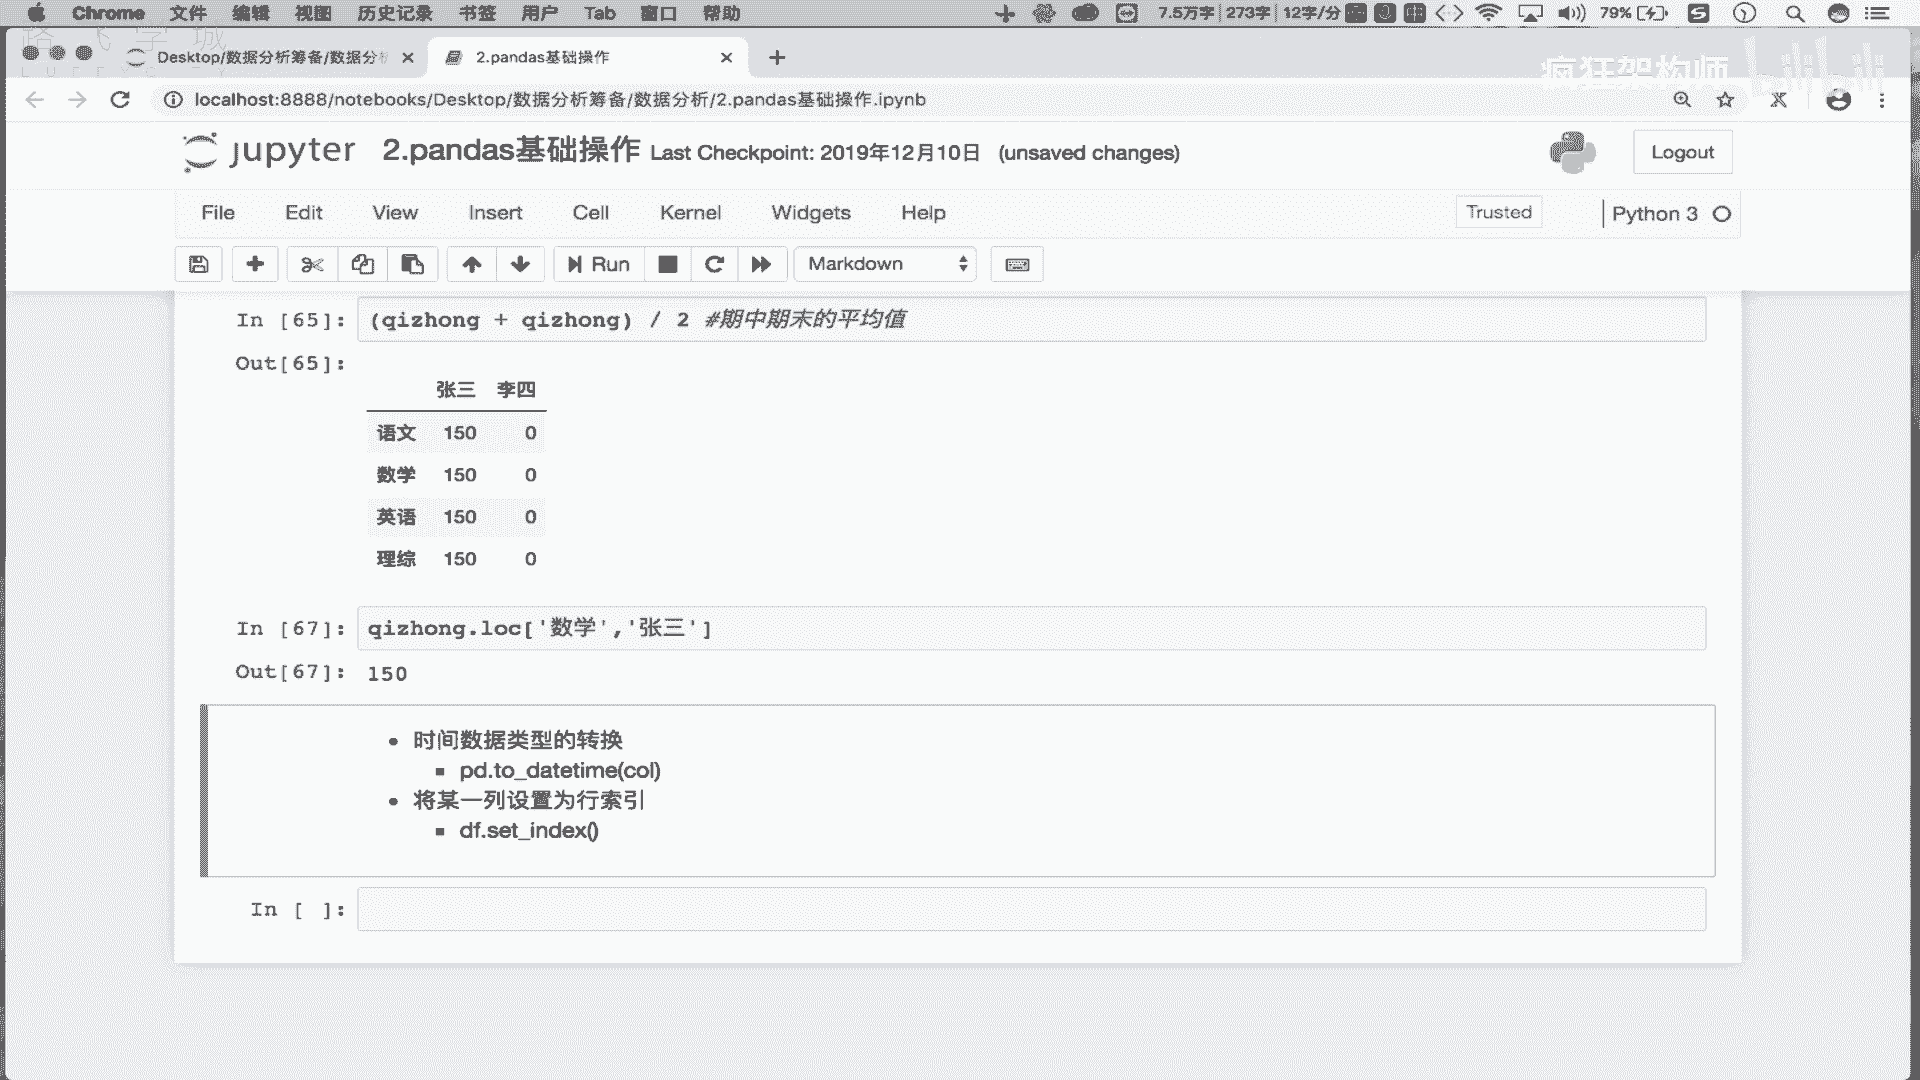 Chrome 文件 编辑 视图 历史记录 书签 用户 Tab 窗口 帮助 7.5万字 273字 12字/分 79%
Desktop/数据分析筹备/数据分析 2.pandas基础操作
疯狂架构师 bilibili
localhost:8888/notebooks/Desktop/数据分析筹备/数据分析/2.pandas基础操作.ipynb
jupyter 2.pandas基础操作 Last Checkpoint: 2019年12月10日 (unsaved changes) Logout
File Edit View Insert Cell Kernel Widgets Help Trusted Python 3
Run Markdown
In [65]: (qizhong + qizhong) / 2 #期中期末的平均值
Out[65]:
张三 李四
语文 150 0
数学 150 0
英语 150 0
理综 150 0
In [67]: qizhong.loc['数学','张三']
Out[67]: 150
时间数据类型的转换
pd.to_datetime(col)
将某一列设置为行索引
df.set_index()
In [ ]: